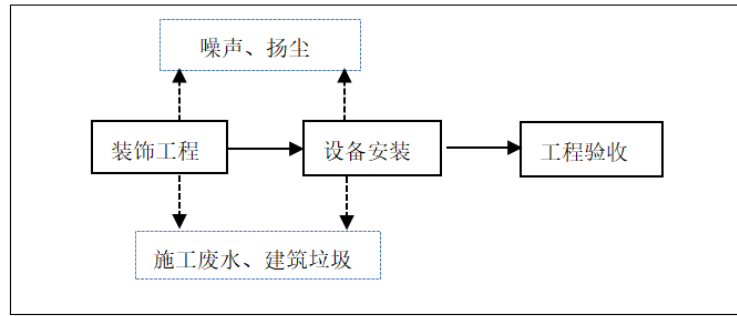 噪声、扬尘
装饰工程
设备安装
工程验收
施工废水、建筑垃圾